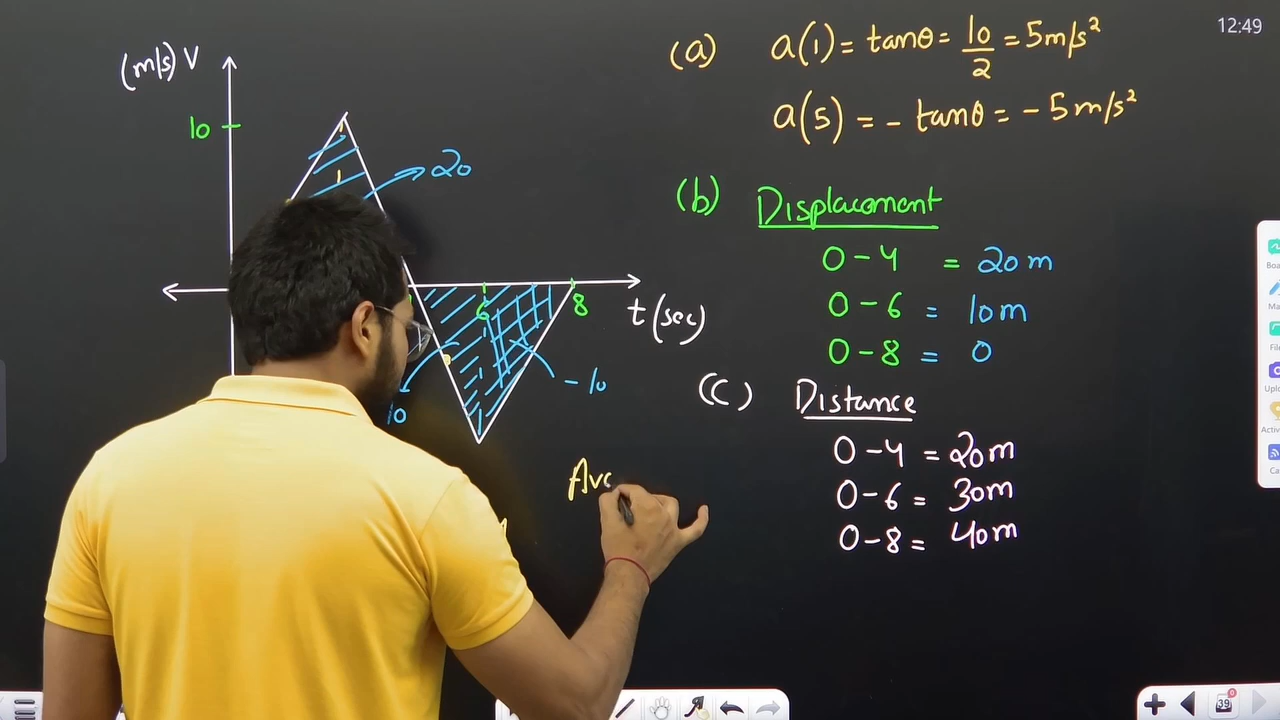 12:49
(m/s) V
10
20
6
8
t (sec)
-10
10
(a) a(1) = tanθ = 10/2 = 5m/s²
a(5) = - tanθ = - 5m/s²
(b) Displacement
0 - 4 = 20m
0 - 6 = 10m
0 - 8 = 0
(C) Distance
0 - 4 = 20m
0 - 6 = 30m
0 - 8 = 40m
39